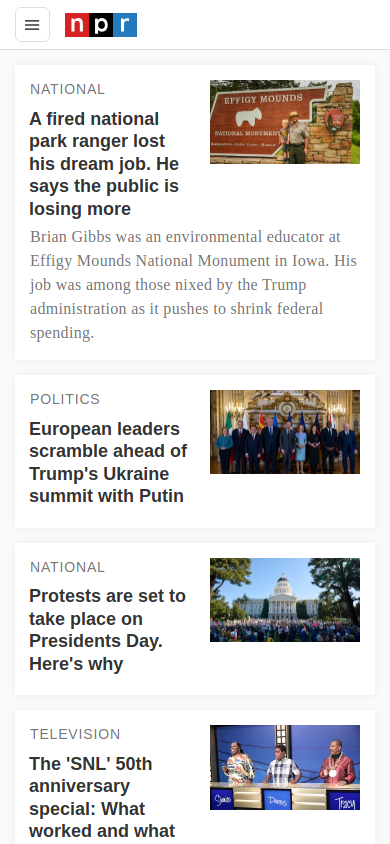 npr
NATIONAL
A fired national
park ranger lost
his dream job. He
says the public is
losing more
EFFIGY MOUNDS
NATIONAL MONUMENT
Brian Gibbs was an environmental educator at
Effigy Mounds National Monument in Iowa. His
job was among those nixed by the Trump
administration as it pushes to shrink federal
spending.
POLITICS
European leaders
scramble ahead of
Trump's Ukraine
summit with Putin
NATIONAL
Protests are set to
take place on
Presidents Day.
Here's why
TELEVISION
The 'SNL' 50th
anniversary
special: What
worked and what
Tracy